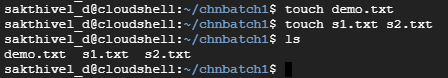 sakthivel_d@cloudshell:~/chnbatch1$ touch demo.txt
sakthivel_d@cloudshell:~/chnbatch1$ touch s1.txt s2.txt
sakthivel_d@cloudshell:~/chnbatch1$ ls
demo.txt  s1.txt  s2.txt
sakthivel_d@cloudshell:~/chnbatch1$